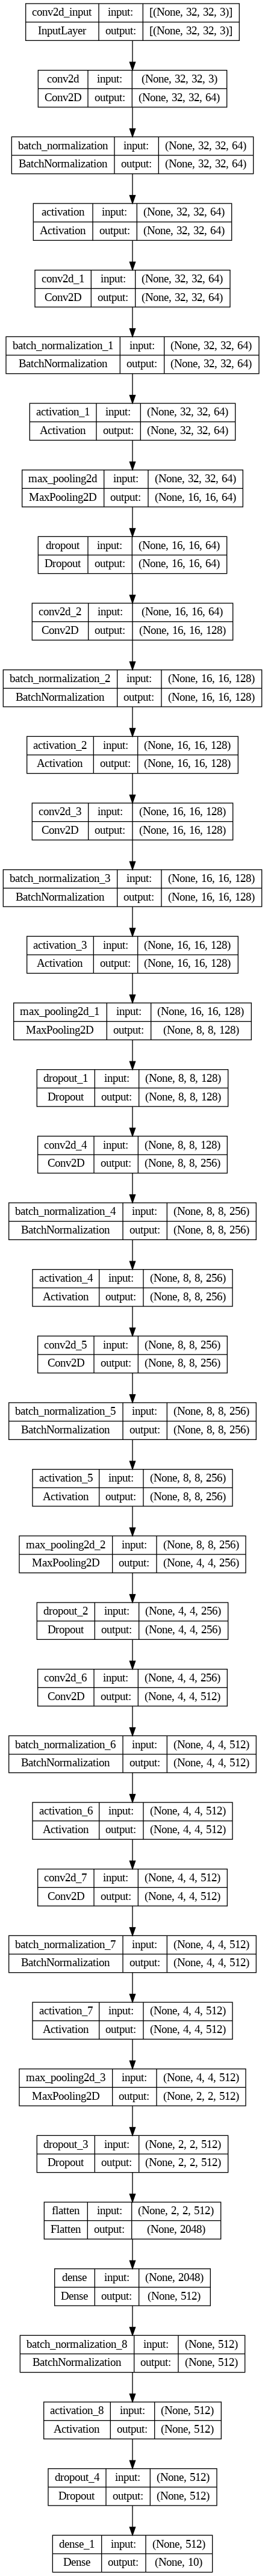 conv2d_input input: [(None, 32, 32, 3)]
InputLayer output: [(None, 32, 32, 3)]
conv2d input: (None, 32, 32, 3)
Conv2D output: (None, 32, 32, 64)
batch_normalization input: (None, 32, 32, 64)
BatchNormalization output: (None, 32, 32, 64)
activation input: (None, 32, 32, 64)
Activation output: (None, 32, 32, 64)
conv2d_1 input: (None, 32, 32, 64)
Conv2D output: (None, 32, 32, 64)
batch_normalization_1 input: (None, 32, 32, 64)
BatchNormalization output: (None, 32, 32, 64)
activation_1 input: (None, 32, 32, 64)
Activation output: (None, 32, 32, 64)
max_pooling2d input: (None, 32, 32, 64)
MaxPooling2D output: (None, 16, 16, 64)
dropout input: (None, 16, 16, 64)
Dropout output: (None, 16, 16, 64)
conv2d_2 input: (None, 16, 16, 64)
Conv2D output: (None, 16, 16, 128)
batch_normalization_2 input: (None, 16, 16, 128)
BatchNormalization output: (None, 16, 16, 128)
activation_2 input: (None, 16, 16, 128)
Activation output: (None, 16, 16, 128)
conv2d_3 input: (None, 16, 16, 128)
Conv2D output: (None, 16, 16, 128)
batch_normalization_3 input: (None, 16, 16, 128)
BatchNormalization output: (None, 16, 16, 128)
activation_3 input: (None, 16, 16, 128)
Activation output: (None, 16, 16, 128)
max_pooling2d_1 input: (None, 16, 16, 128)
MaxPooling2D output: (None, 8, 8, 128)
dropout_1 input: (None, 8, 8, 128)
Dropout output: (None, 8, 8, 128)
conv2d_4 input: (None, 8, 8, 128)
Conv2D output: (None, 8, 8, 256)
batch_normalization_4 input: (None, 8, 8, 256)
BatchNormalization output: (None, 8, 8, 256)
activation_4 input: (None, 8, 8, 256)
Activation output: (None, 8, 8, 256)
conv2d_5 input: (None, 8, 8, 256)
Conv2D output: (None, 8, 8, 256)
batch_normalization_5 input: (None, 8, 8, 256)
BatchNormalization output: (None, 8, 8, 256)
activation_5 input: (None, 8, 8, 256)
Activation output: (None, 8, 8, 256)
max_pooling2d_2 input: (None, 8, 8, 256)
MaxPooling2D output: (None, 4, 4, 256)
dropout_2 input: (None, 4, 4, 256)
Dropout output: (None, 4, 4, 256)
conv2d_6 input: (None, 4, 4, 256)
Conv2D output: (None, 4, 4, 512)
batch_normalization_6 input: (None, 4, 4, 512)
BatchNormalization output: (None, 4, 4, 512)
activation_6 input: (None, 4, 4, 512)
Activation output: (None, 4, 4, 512)
conv2d_7 input: (None, 4, 4, 512)
Conv2D output: (None, 4, 4, 512)
batch_normalization_7 input: (None, 4, 4, 512)
BatchNormalization output: (None, 4, 4, 512)
activation_7 input: (None, 4, 4, 512)
Activation output: (None, 4, 4, 512)
max_pooling2d_3 input: (None, 4, 4, 512)
MaxPooling2D output: (None, 2, 2, 512)
dropout_3 input: (None, 2, 2, 512)
Dropout output: (None, 2, 2, 512)
flatten input: (None, 2, 2, 512)
Flatten output: (None, 2048)
dense input: (None, 2048)
Dense output: (None, 512)
batch_normalization_8 input: (None, 512)
BatchNormalization output: (None, 512)
activation_8 input: (None, 512)
Activation output: (None, 512)
dropout_4 input: (None, 512)
Dropout output: (None, 512)
dense_1 input: (None, 512)
Dense output: (None, 10)